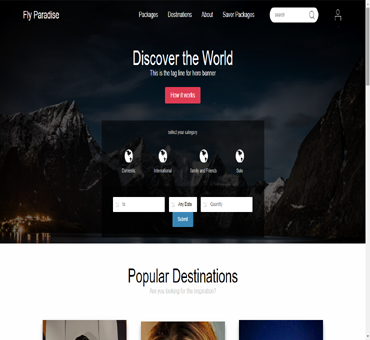 Fly Paradise
Packages Destinations About Savor Packages
search
Discover the World
This is the tag line for hero banner
How it works
select your category
Domestic International Family and Friends Solo
to Any Date Quantity
Submit
Popular Destinations
Are you looking for the inspiration?